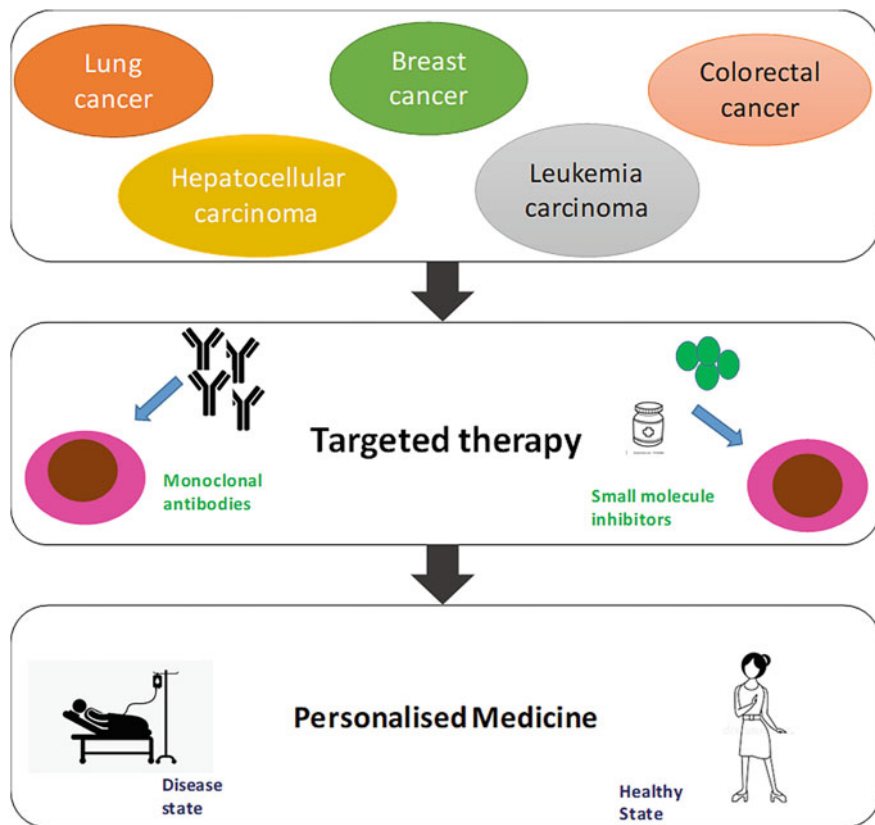 Lung
cancer
Breast
cancer
Colorectal
cancer
Hepatocellular
carcinoma
Leukemia
carcinoma
Targeted therapy
Monoclonal
antibodies
Small molecule
inhibitors
Personalised Medicine
Disease
state
Healthy
State